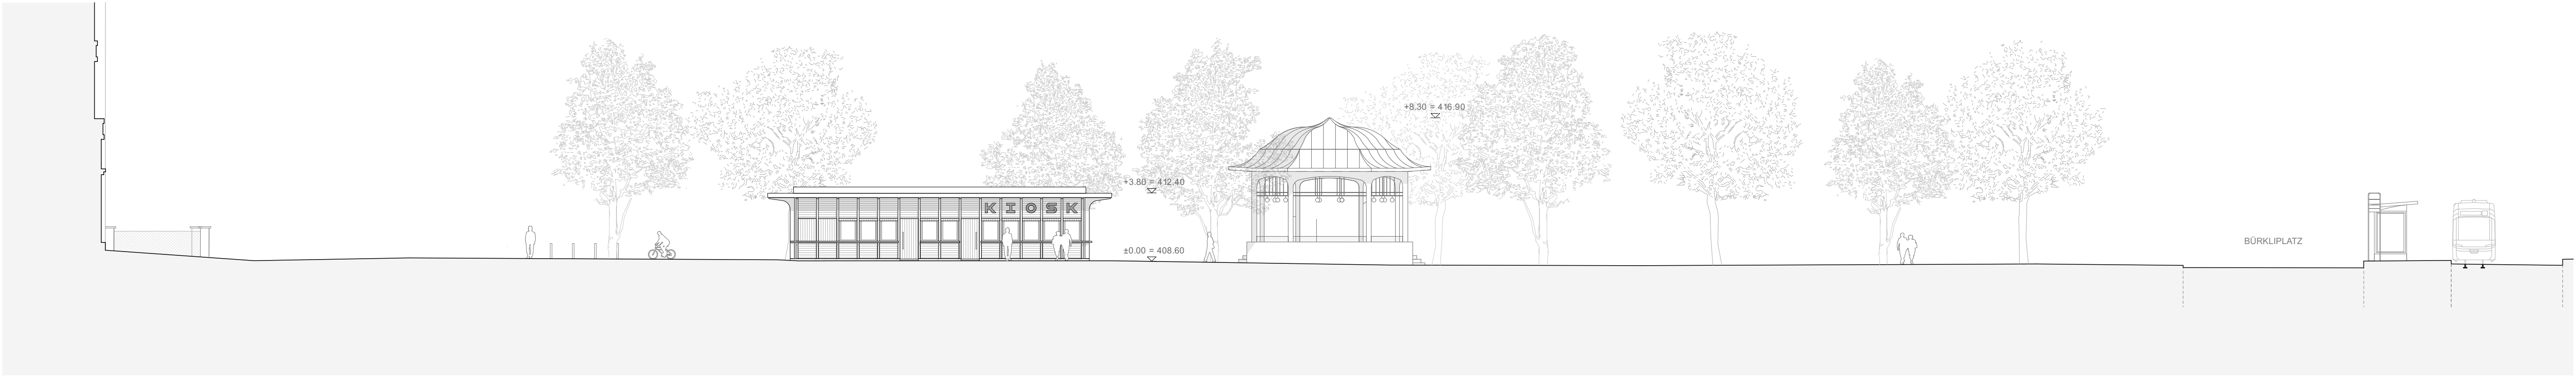 +8.30 = 416.90
+3.80 = 412.40
KIOSK
±0.00 = 408.60
BÜRKLIPLATZ